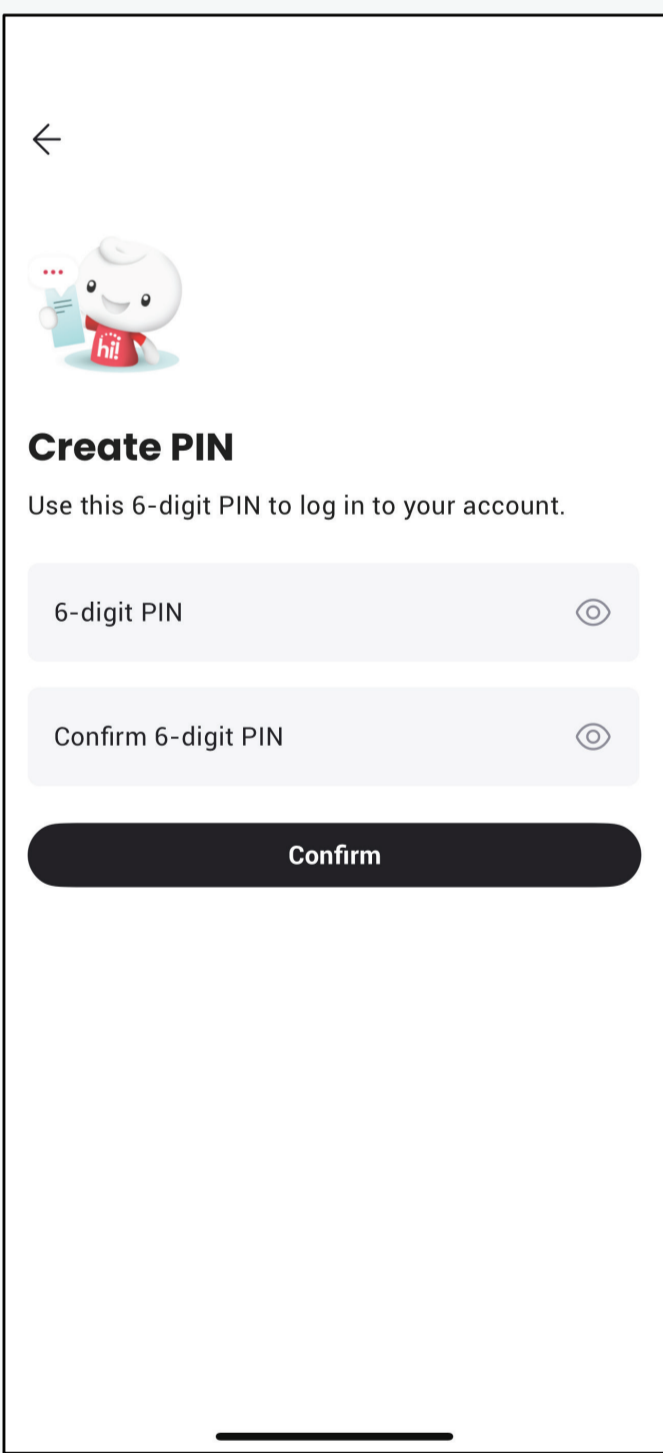 hi!
Create PIN
Use this 6-digit PIN to log in to your account.
6-digit PIN
Confirm 6-digit PIN
Confirm